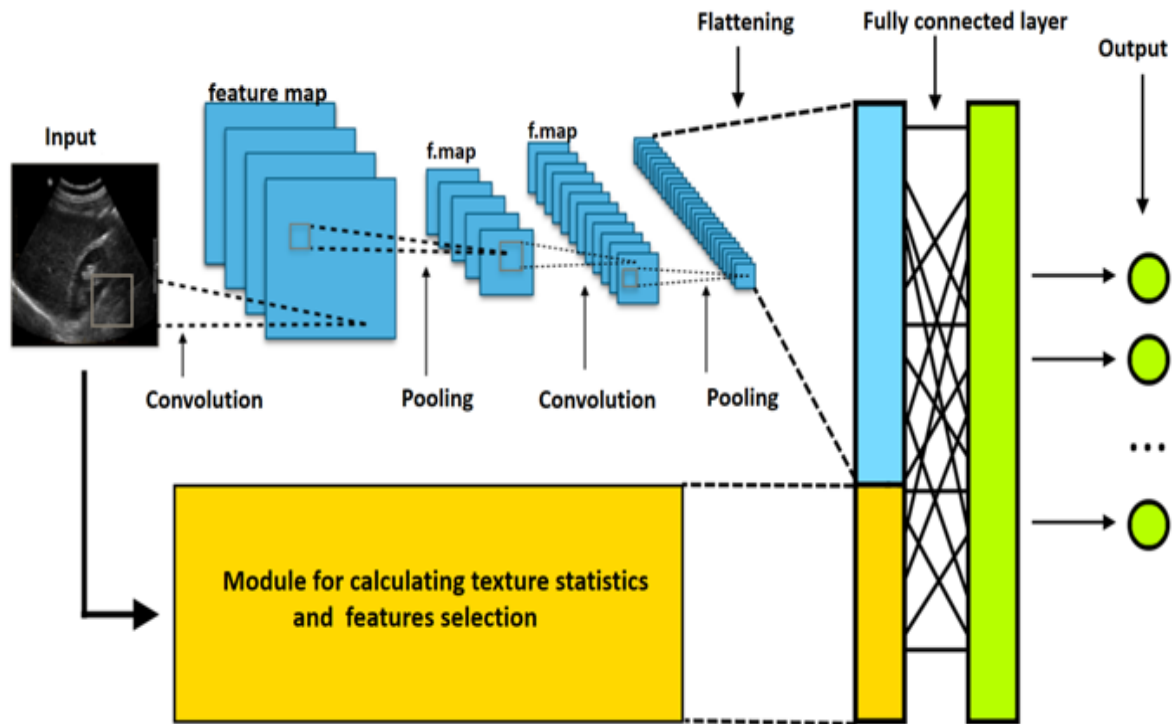 Flattening
Fully connected layer
Output
feature map
Input
f.map
f.map
Convolution
Pooling
Convolution
Pooling
...
Module for calculating texture statistics
and features selection